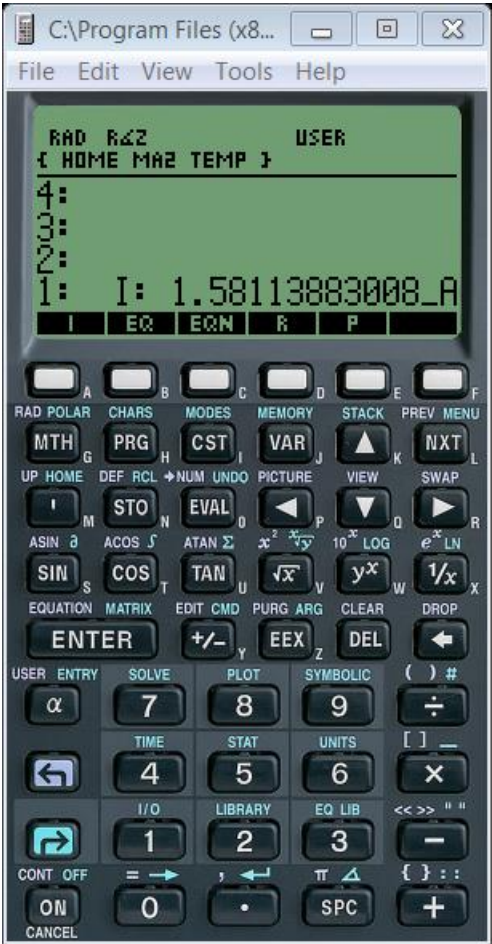 C:\Program Files (x8...
File Edit View Tools Help
RAD R∡Z USER
{ HOME MAZ TEMP }
4:
3:
2:
1: I: 1.58113883008_A
I EQ EQN R P
A B C D E F
RAD POLAR CHARS MODES MEMORY STACK PREV MENU
MTH G PRG H CST I VAR J ▲ K NXT L
UP HOME DEF RCL →NUM UNDO PICTURE VIEW SWAP
' M STO N EVAL O ◀ P ▼ Q ▶ R
ASIN ∂ ACOS ∫ ATAN Σ x² ˣ√y 10ˣ LOG eˣ LN
SIN S COS T TAN U √x V yˣ W 1/x X
EQUATION MATRIX EDIT CMD PURG ARG CLEAR DROP
ENTER +/- Y EEX Z DEL ←
USER ENTRY SOLVE PLOT SYMBOLIC ( ) #
α 7 8 9 ÷
TIME STAT UNITS [ ] _
4 5 6 ×
I/O LIBRARY EQ LIB << >> " "
1 2 3 −
CONT OFF = → , ↵ π ∡ { } : :
ON 0 . SPC +
CANCEL